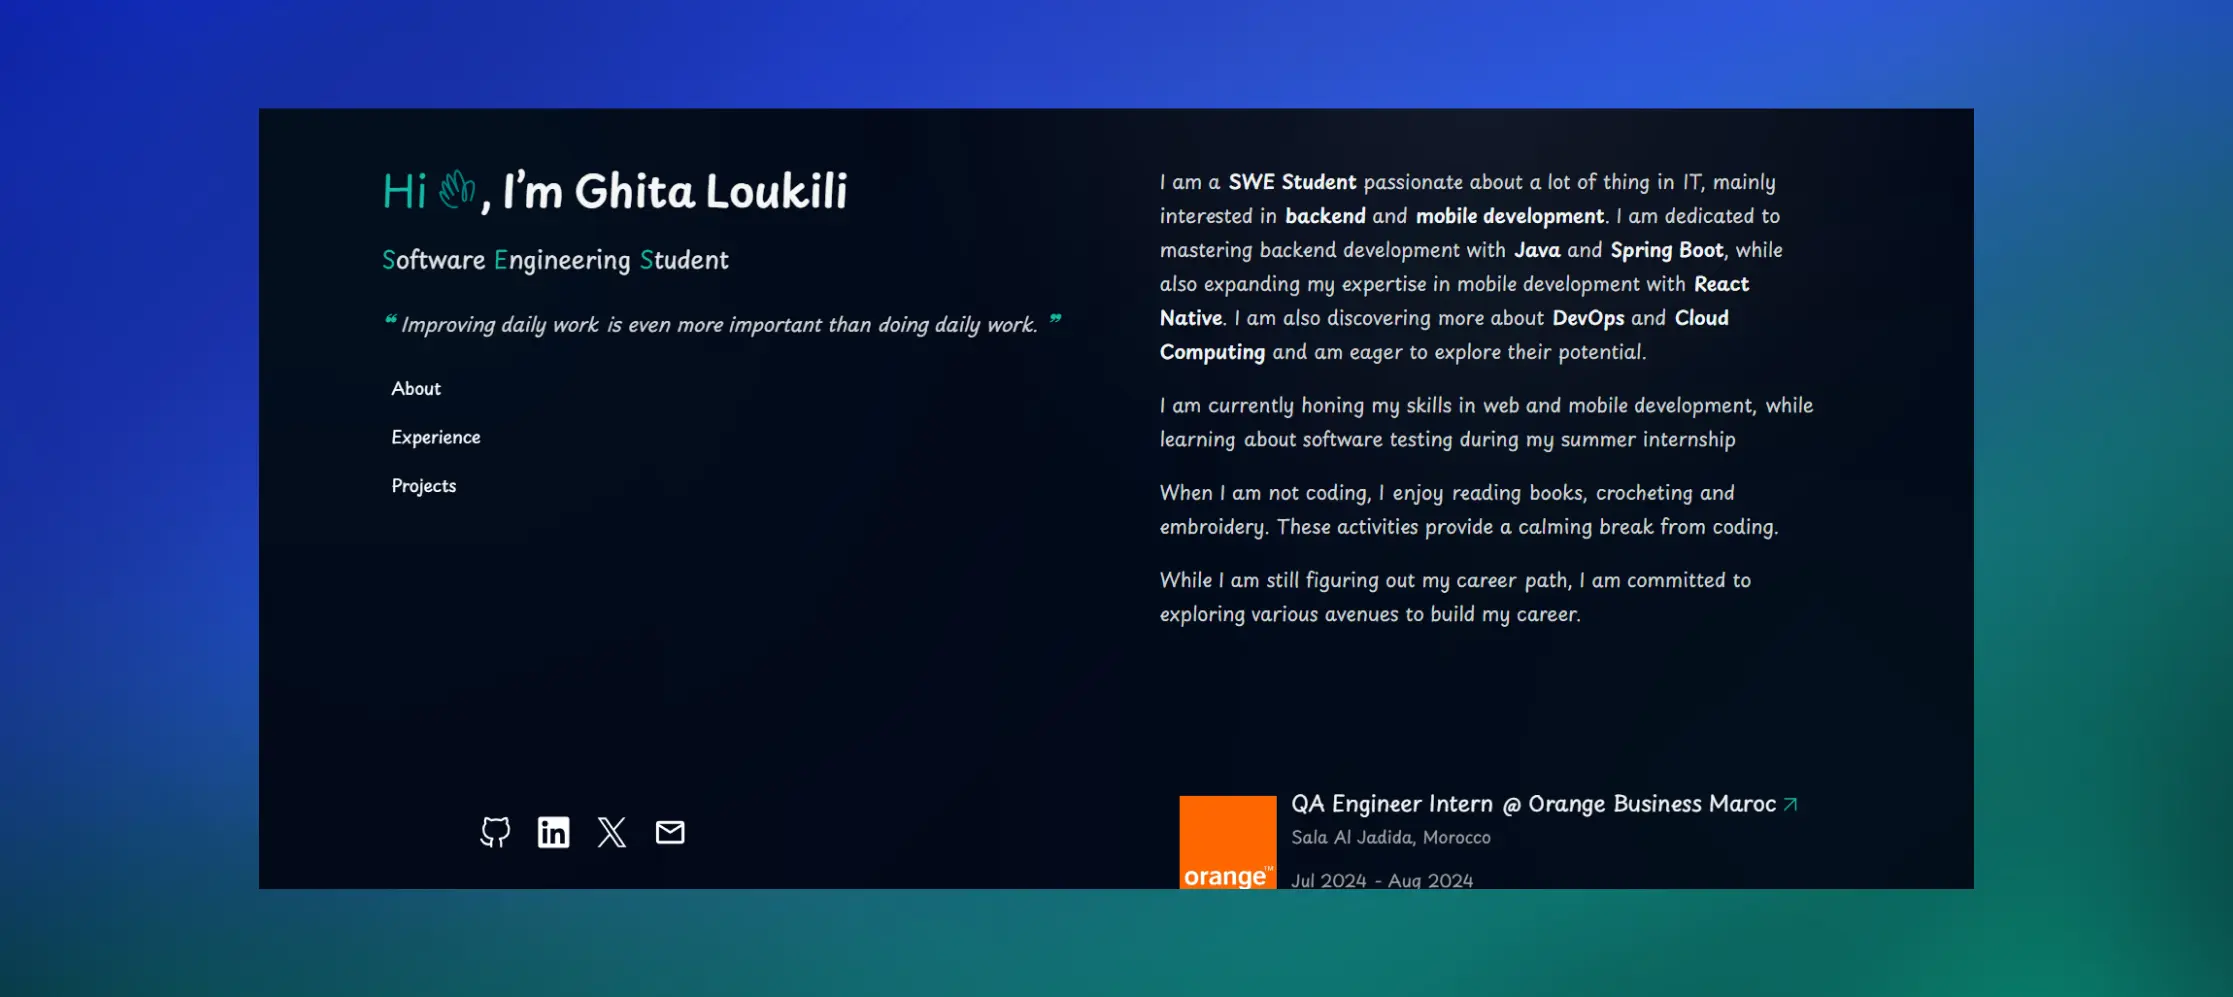 Hi 👋, I'm Ghita Loukili
Software Engineering Student
❝ Improving daily work is even more important than doing daily work. ❞
About
Experience
Projects
I am a SWE Student passionate about a lot of thing in IT, mainly
interested in backend and mobile development. I am dedicated to
mastering backend development with Java and Spring Boot, while
also expanding my expertise in mobile development with React
Native. I am also discovering more about DevOps and Cloud
Computing and am eager to explore their potential.
I am currently honing my skills in web and mobile development, while
learning about software testing during my summer internship
When I am not coding, I enjoy reading books, crocheting and
embroidery. These activities provide a calming break from coding.
While I am still figuring out my career path, I am committed to
exploring various avenues to build my career.
in
X
orange™
QA Engineer Intern @ Orange Business Maroc
Sala Al Jadida, Morocco
Jul 2024 - Aug 2024